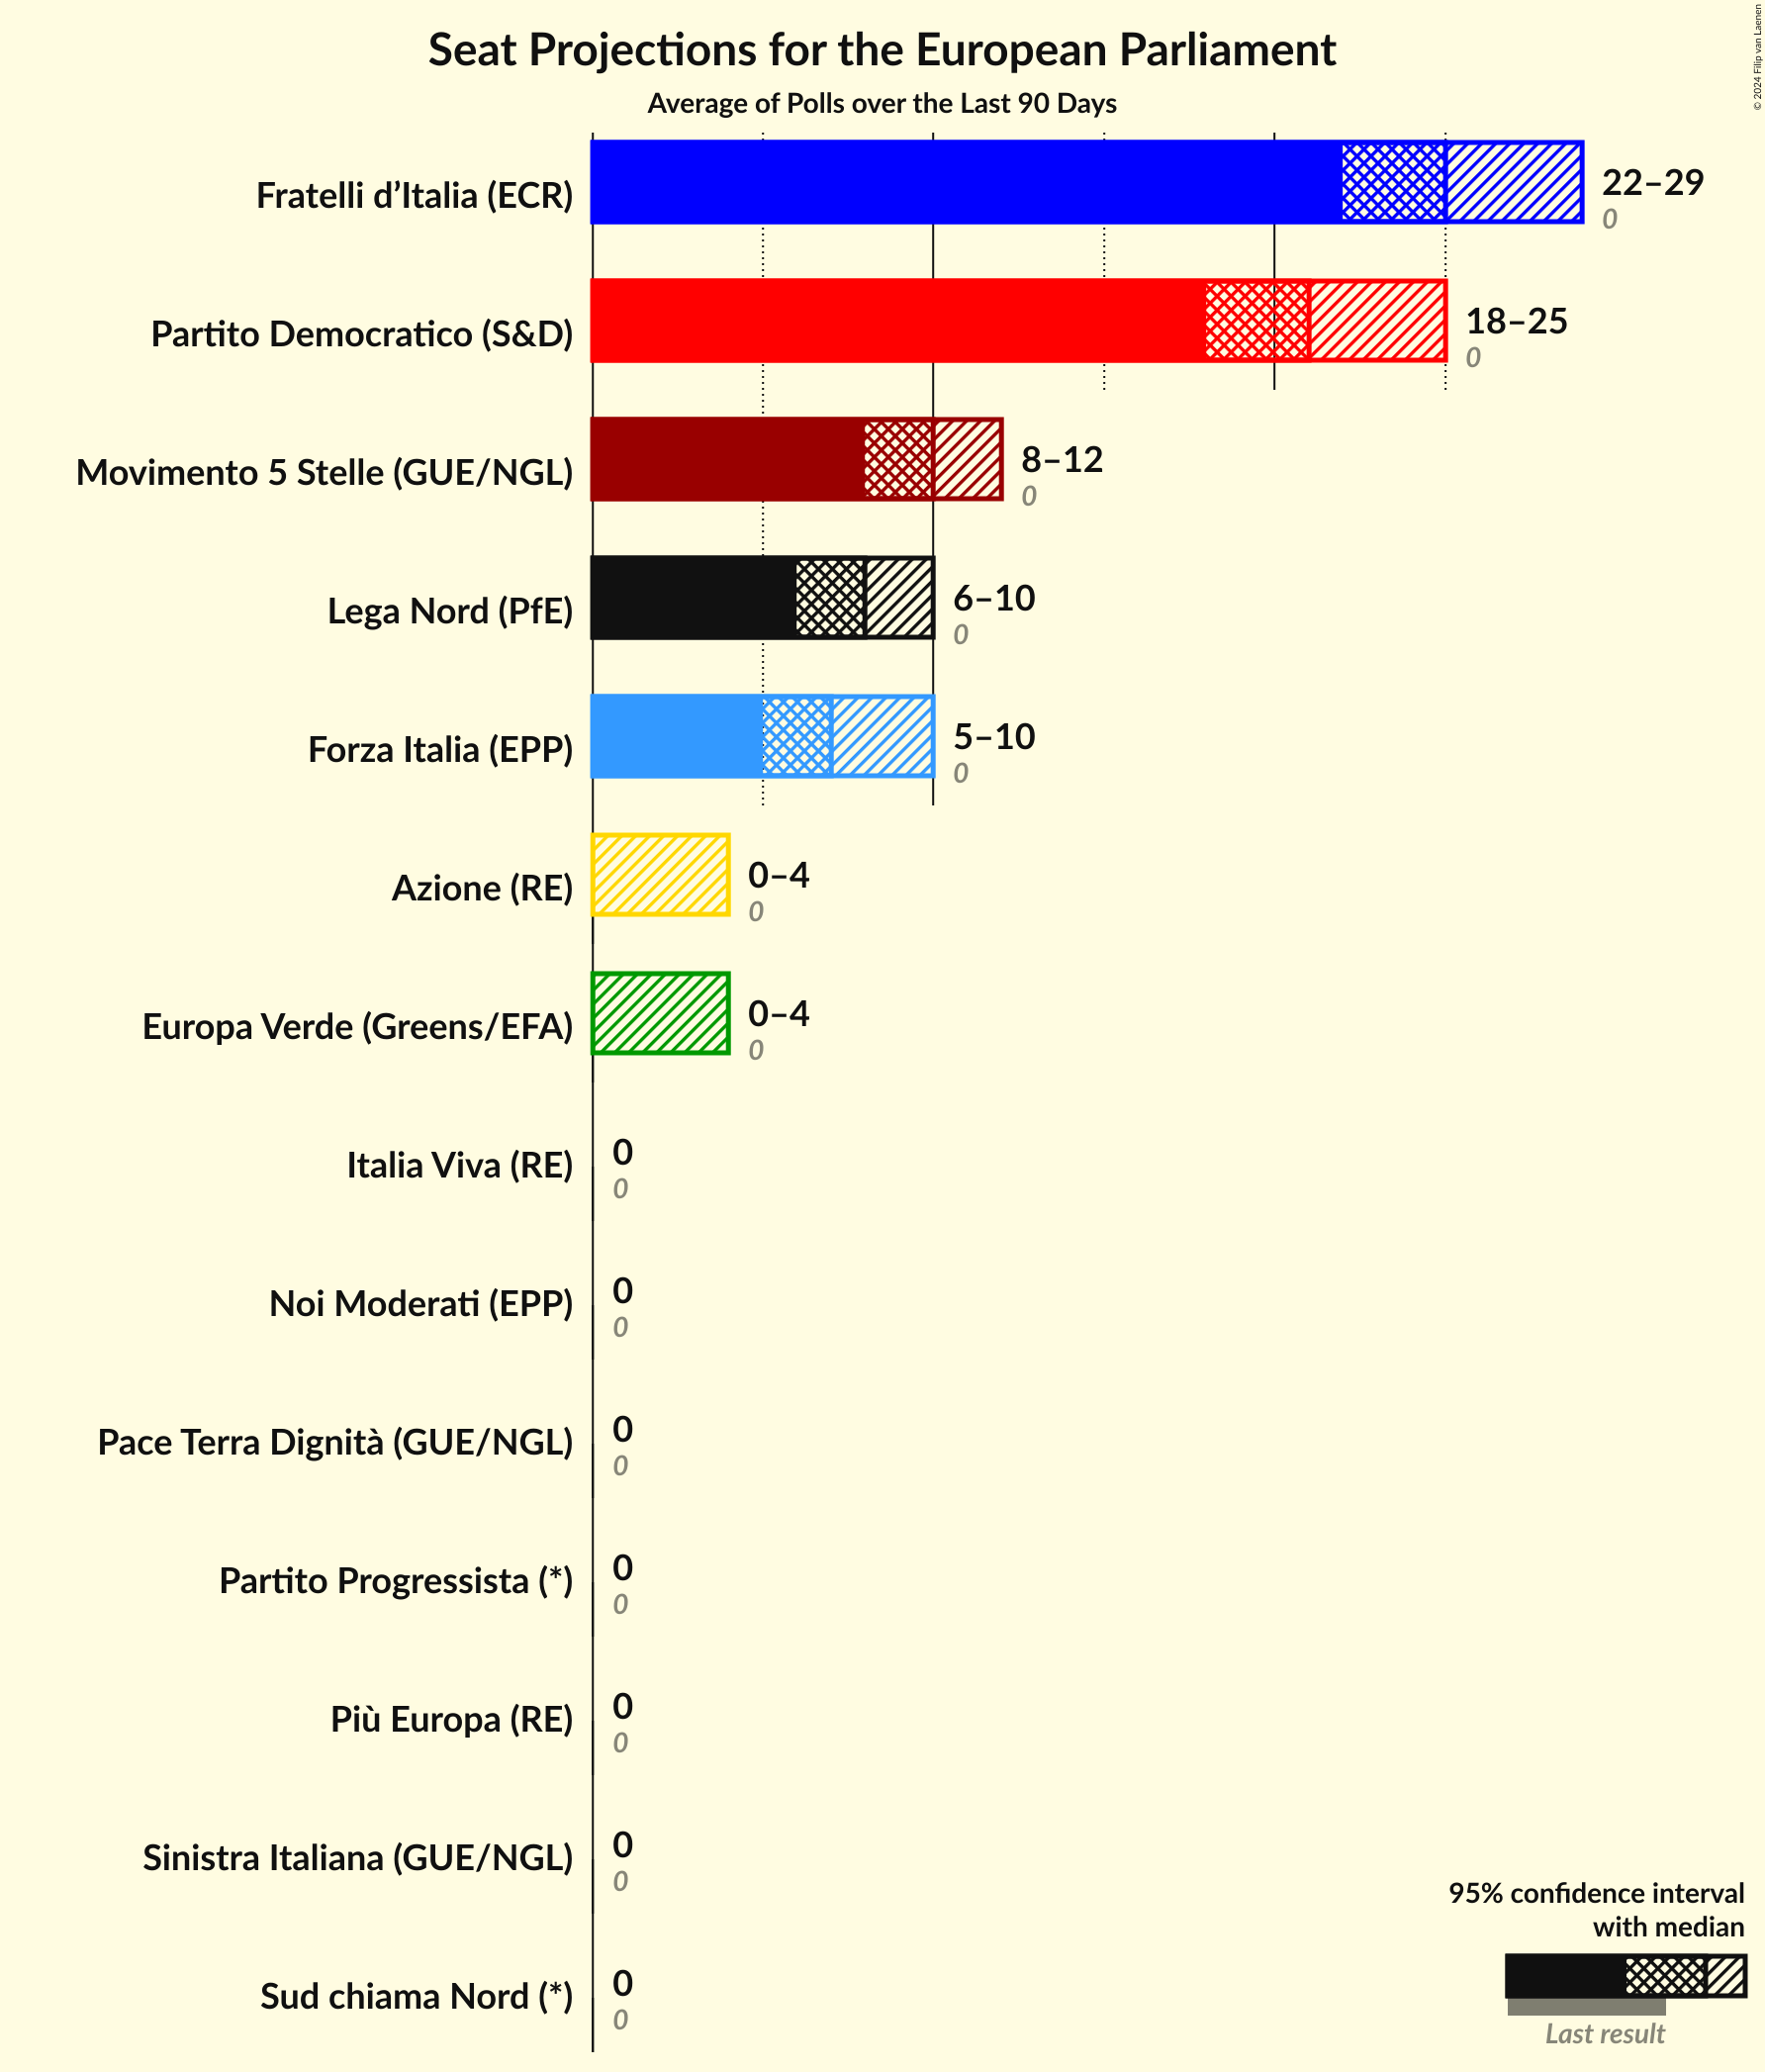 Seat Projections for the European Parliament
Average of Polls over the Last 90 Days
© 2024 Filip van Laenen
Fratelli d’Italia (ECR)
22–29
0
Partito Democratico (S&D)
18–25
0
Movimento 5 Stelle (GUE/NGL)
8–12
0
Lega Nord (PfE)
6–10
0
Forza Italia (EPP)
5–10
0
Azione (RE)
0–4
0
Europa Verde (Greens/EFA)
0–4
0
Italia Viva (RE)
0
0
Noi Moderati (EPP)
0
0
Pace Terra Dignità (GUE/NGL)
0
0
Partito Progressista (*)
0
0
Più Europa (RE)
0
0
Sinistra Italiana (GUE/NGL)
0
0
Sud chiama Nord (*)
0
0
95% confidence interval
with median
Last result